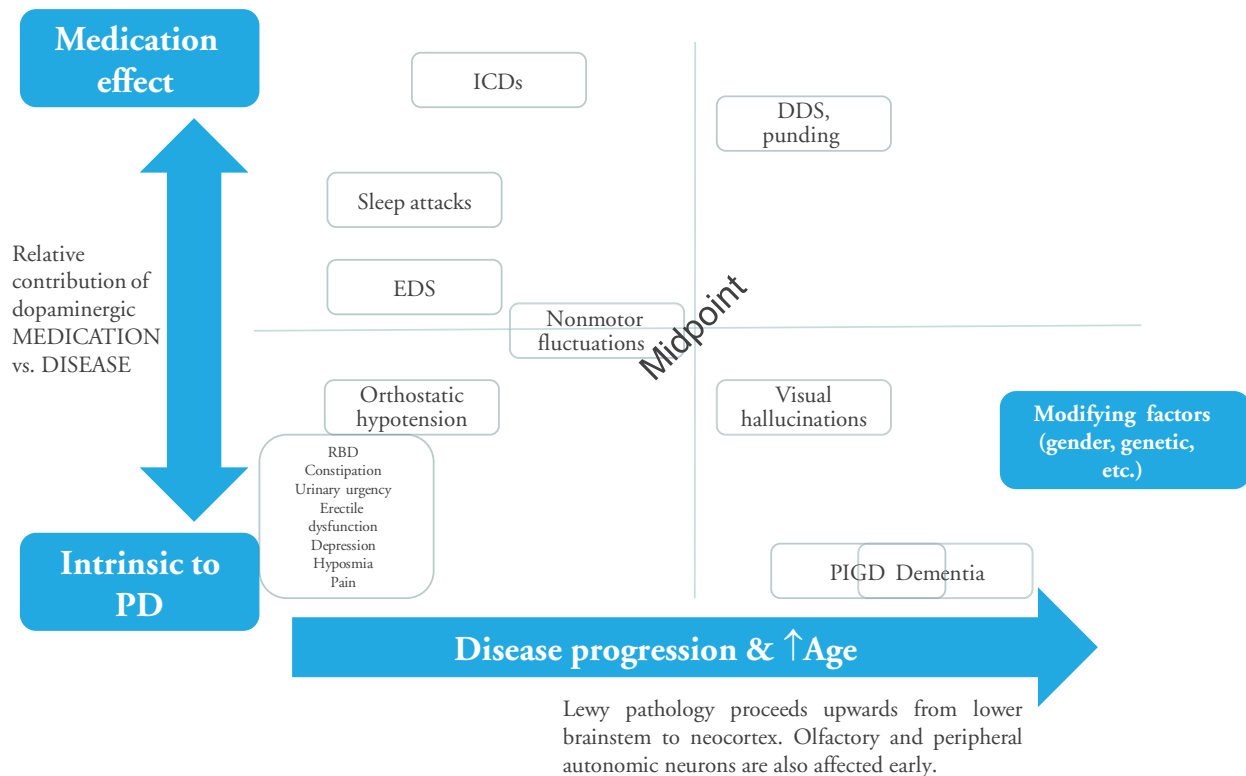 Medication
effect
ICDs
DDS,
punding
Sleep attacks
Relative
contribution of
dopaminergic
MEDICATION
vs. DISEASE
EDS
Nonmotor
fluctuations
Midpoint
Orthostatic
hypotension
Visual
hallucinations
Modifying factors
(gender, genetic,
etc.)
RBD
Constipation
Urinary urgency
Erectile
dysfunction
Depression
Hyposmia
Pain
Intrinsic to
PD
PIGD Dementia
Disease progression & ↑Age
Lewy pathology proceeds upwards from lower
brainstem to neocortex. Olfactory and peripheral
autonomic neurons are also affected early.